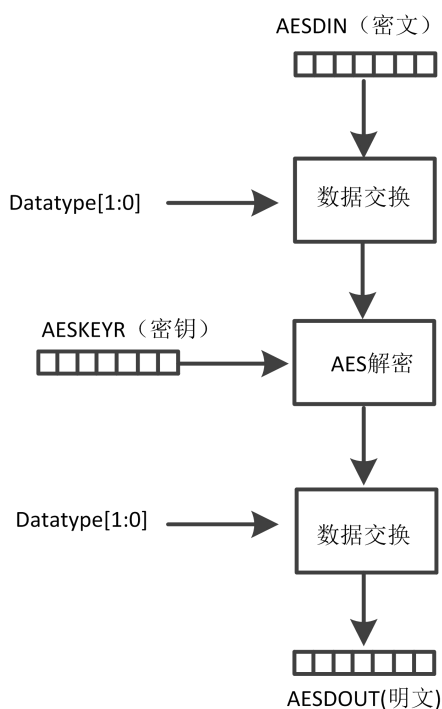 AESDIN（密文）
Datatype[1:0]
数据交换
AESKEYR（密钥）
AES解密
Datatype[1:0]
数据交换
AESDOUT(明文)